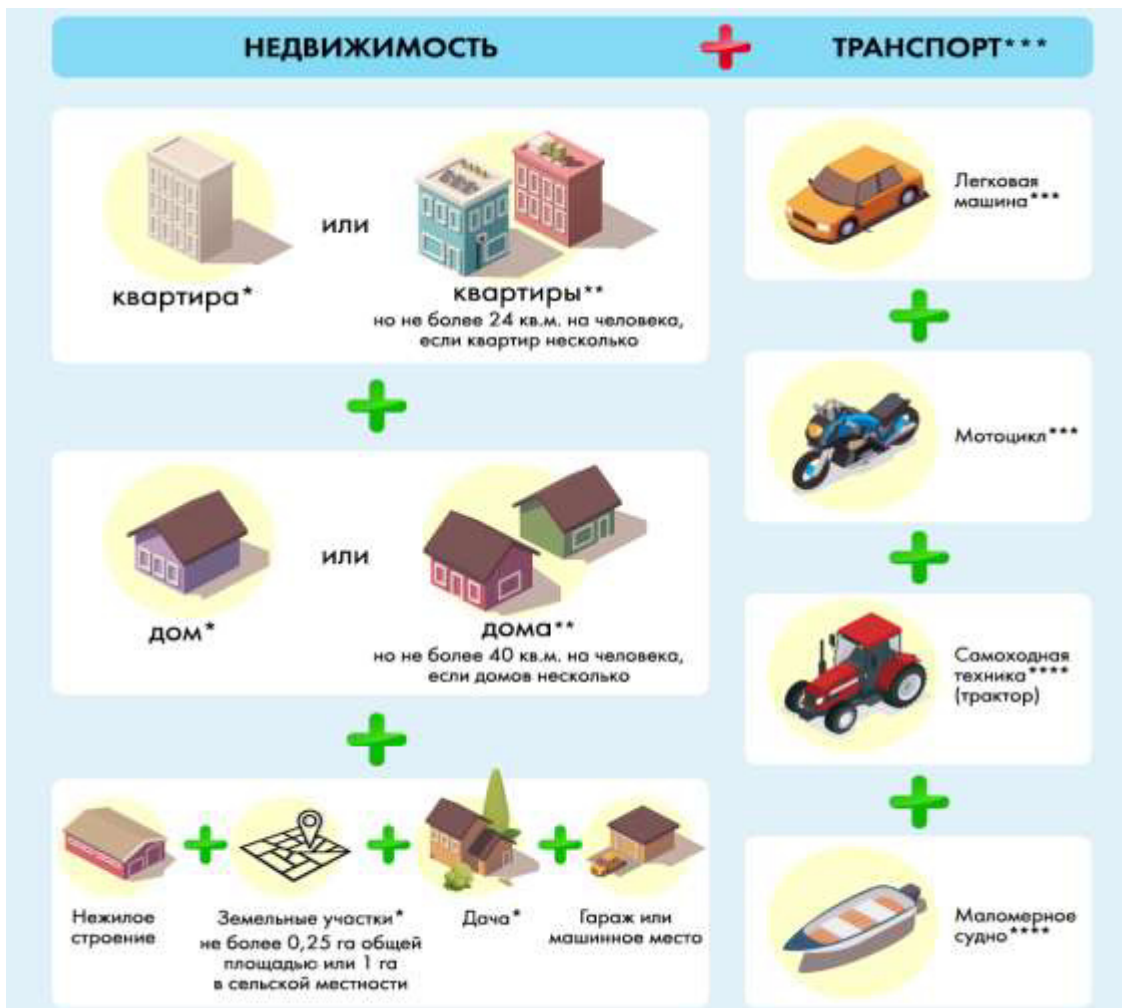 НЕДВИЖИМОСТЬ
ТРАНСПОРТ***
квартира*
или
квартиры**
но не более 24 кв.м. на человека,
если квартир несколько
дом*
или
дома**
но не более 40 кв.м. на человека,
если домов несколько
Нежилое
строение
Земельные участки*
не более 0,25 га общей
площадью или 1 га
в сельской местности
Дача*
Гараж или
машинное место
Легковая
машина***
Мотоцикл***
Самоходная
техника****
(трактор)
Маломерное
судно****